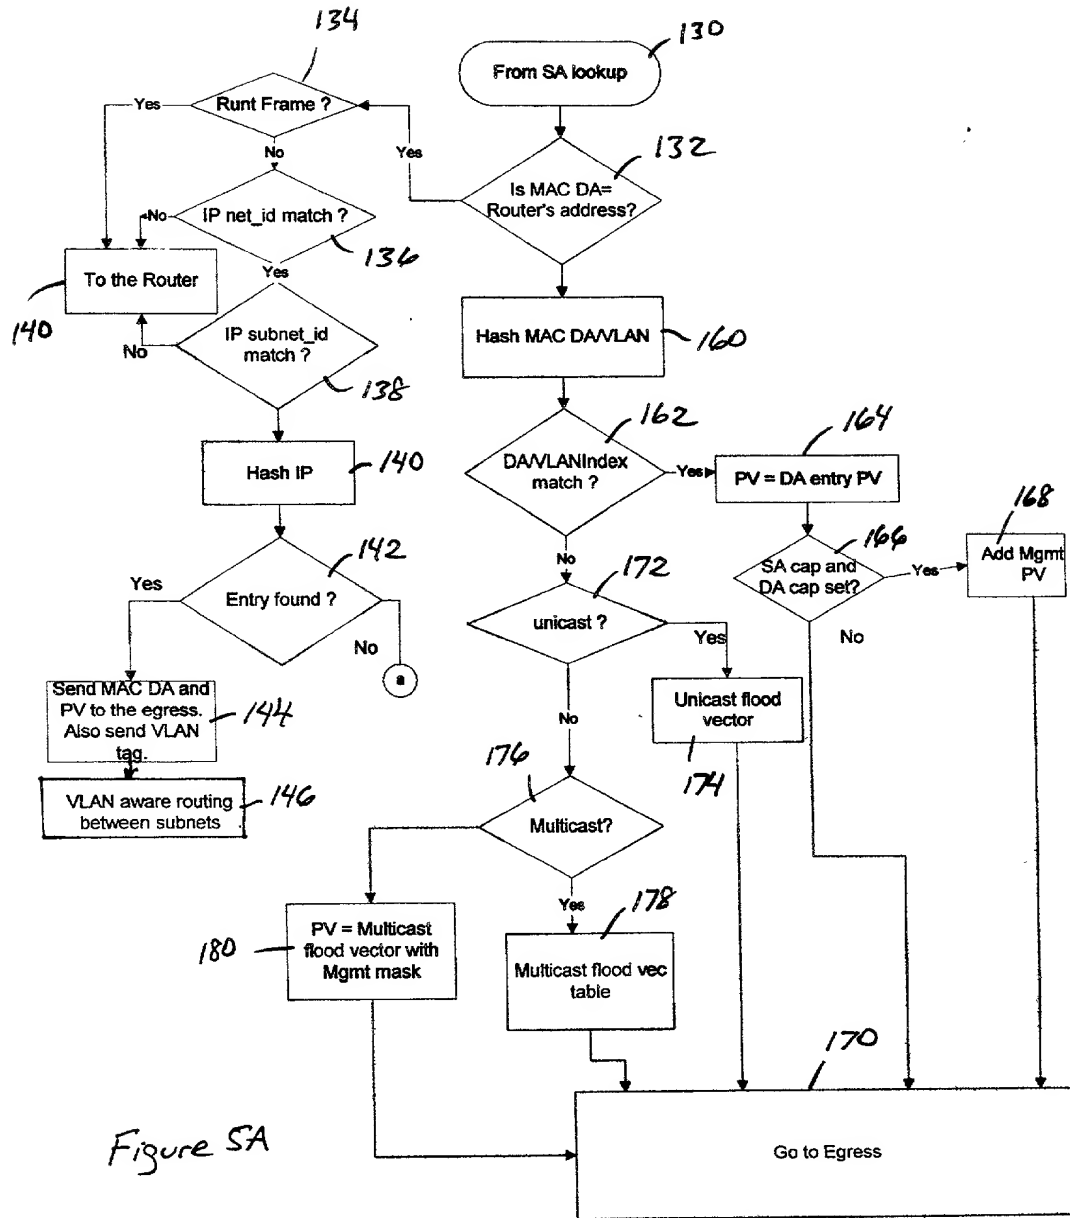 134
130
From SA lookup
Yes
Runt Frame ?
No
Yes
132
Is MAC DA=
Router's address?
No
IP net_id match ?
136
Yes
To the Router
140
Hash MAC DA/VLAN
160
No
IP subnet_id
match ?
138
162
164
DA/VLANIndex
match ?
Yes
PV = DA entry PV
Hash IP
140
168
166
No
172
SA cap and
DA cap set?
Yes
Add Mgmt
PV
142
Yes
Entry found ?
unicast ?
Yes
No
No
a
Send MAC DA and
PV to the egress.
Also send VLAN
tag.
144
Unicast flood
vector
No
174
176
VLAN aware routing
between subnets
146
Multicast?
Yes
178
180
PV = Multicast
flood vector with
Mgmt mask
Multicast flood vec
table
170
Go to Egress
Figure 5A